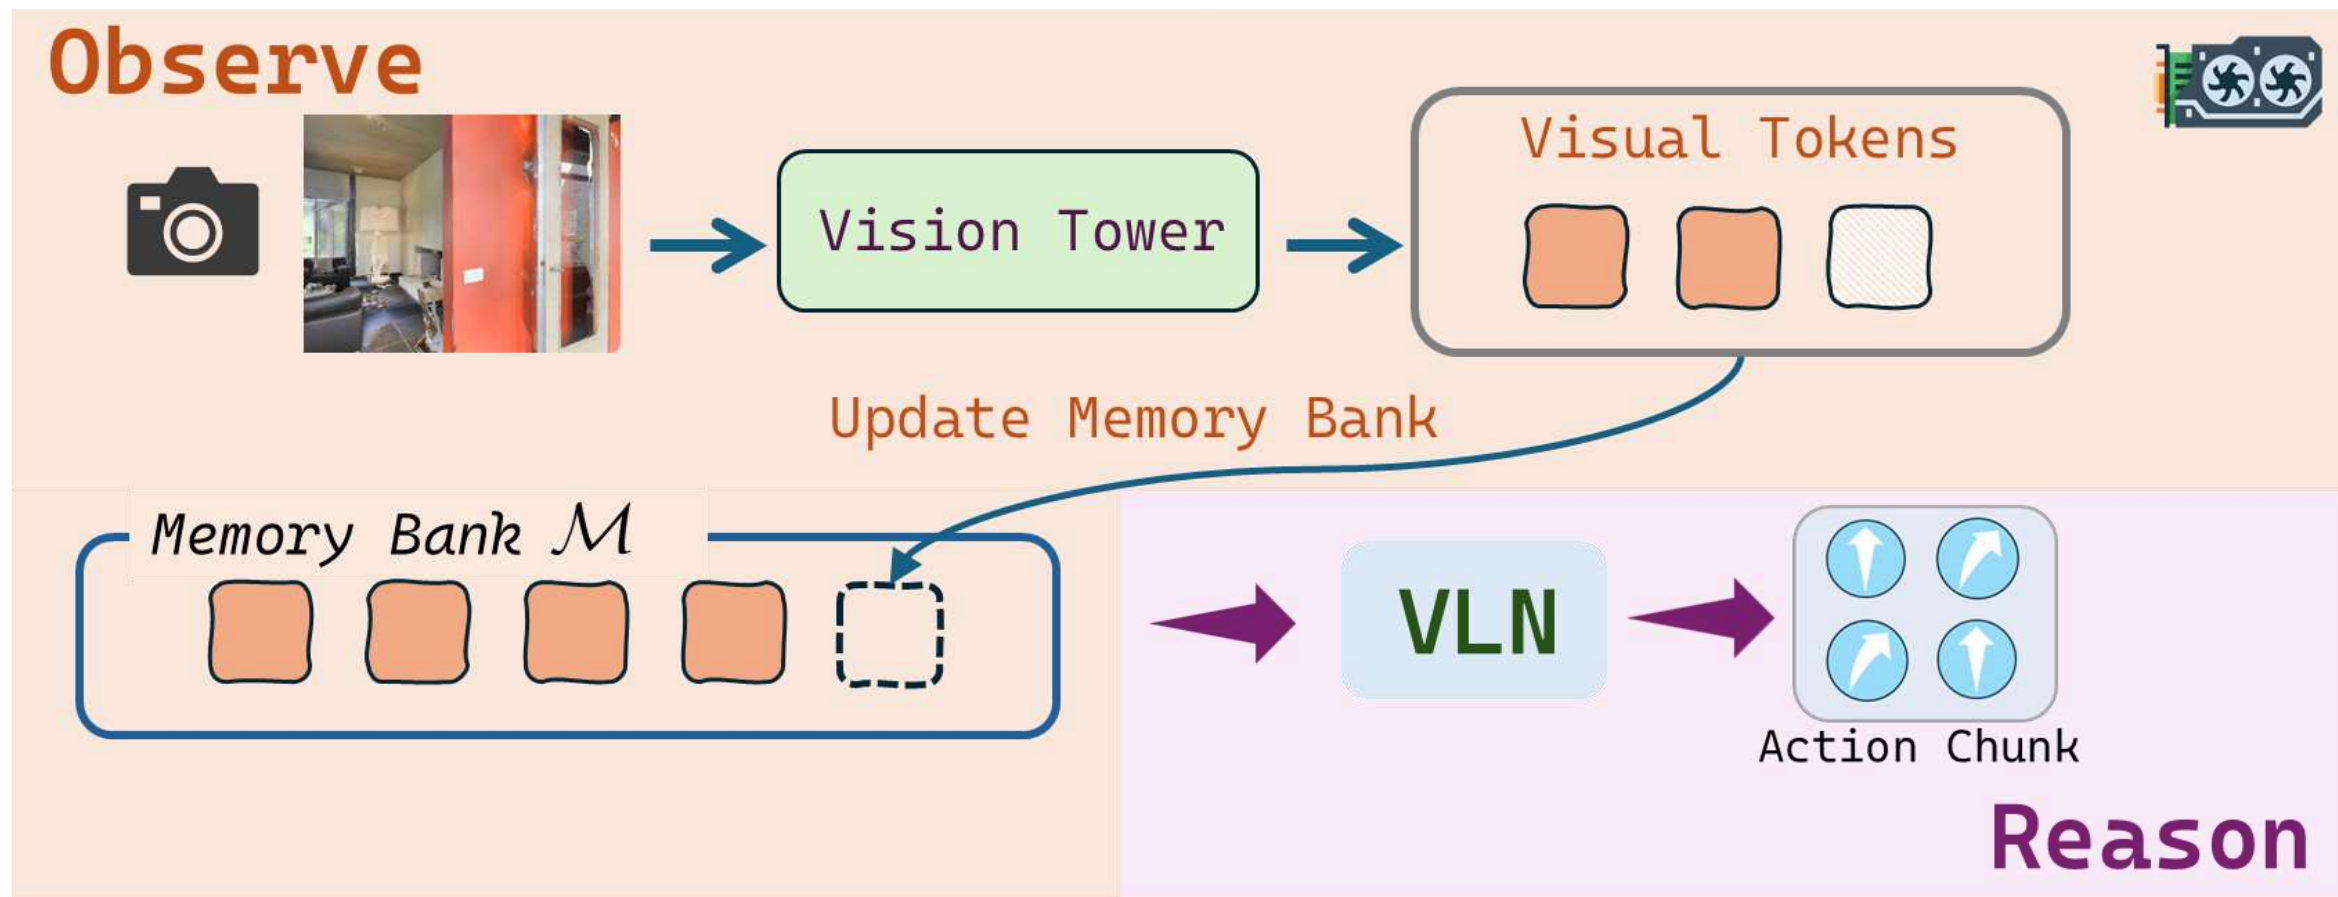 Observe
Visual Tokens
Vision Tower
Update Memory Bank
Memory Bank ℳ
VLN
Action Chunk
Reason